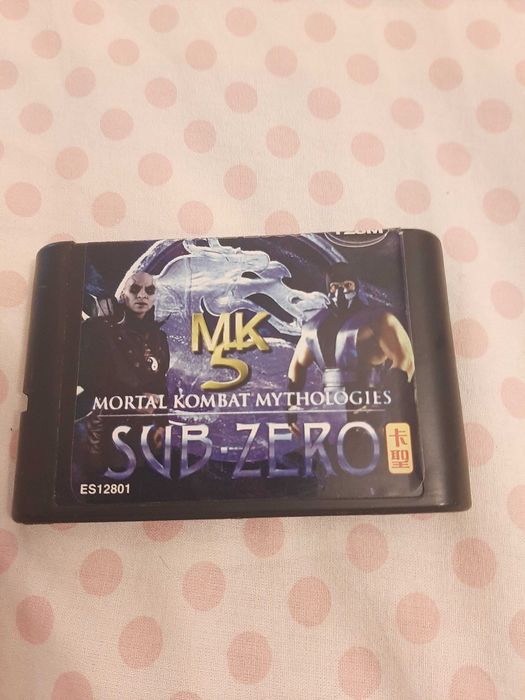 MK
5
MORTAL KOMBAT MYTHOLOGIES
SUB-ZERO
卡聖
ES12801